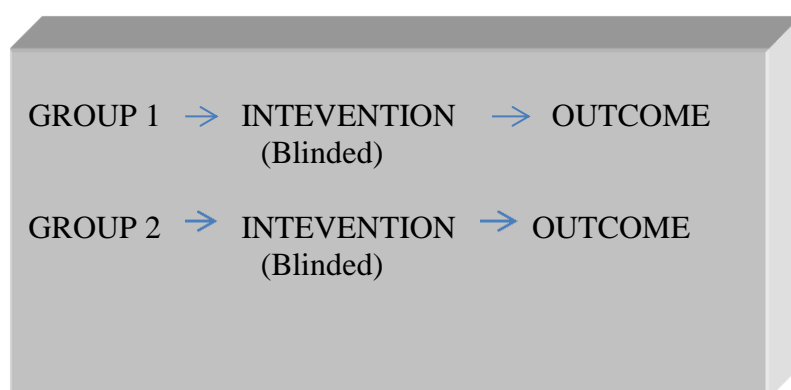 GROUP 1 → INTEVENTION → OUTCOME
(Blinded)
GROUP 2 → INTEVENTION → OUTCOME
(Blinded)